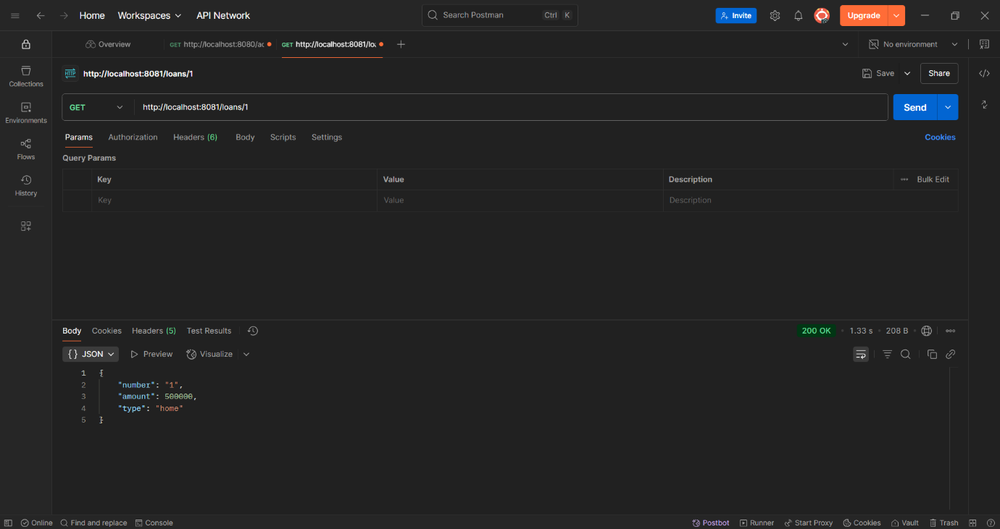 Home Workspaces API Network Search Postman Ctrl K Invite Upgrade
Overview GET http://localhost:8080/ac GET http://localhost:8081/loa No environment
HTTP http://localhost:8081/loans/1 Save Share
Collections
GET http://localhost:8081/loans/1 Send
Environments
Params Authorization Headers (6) Body Scripts Settings Cookies
Flows
Query Params
Key Value Description Bulk Edit
History
Key Value Description
Body Cookies Headers (5) Test Results 200 OK • 1.33 s • 208 B
{} JSON Preview Visualize
1 {
2 "number": "1",
3 "amount": 500000,
4 "type": "home"
5 }
Online Find and replace Console Postbot Runner Start Proxy Cookies Vault Trash